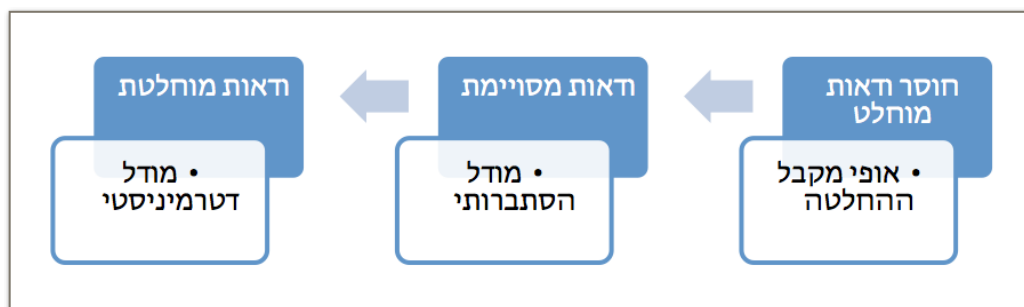 חוסר ודאות
מוחלט
• אופי מקבל
ההחלטה
ודאות מסויימת
• מודל
הסתברותי
ודאות מוחלטת
• מודל
דטרמיניסטי